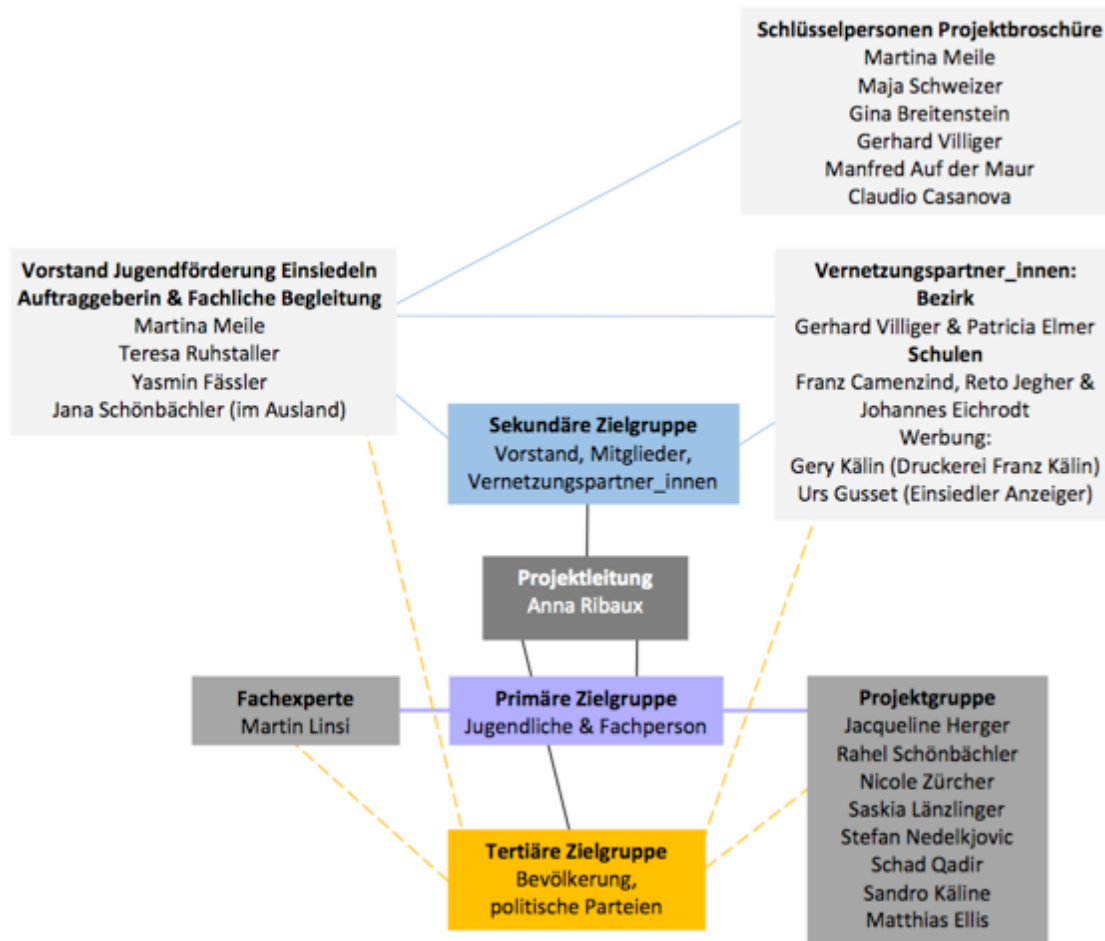 Schlüsselpersonen Projektbroschüre
Martina Meile
Maja Schweizer
Gina Breitenstein
Gerhard Villiger
Manfred Auf der Maur
Claudio Casanova
Vorstand Jugendförderung Einsiedeln
Auftraggeberin & Fachliche Begleitung
Martina Meile
Teresa Ruhstaller
Yasmin Fässler
Jana Schönbächler (im Ausland)
Vernetzungspartner_innen:
Bezirk
Gerhard Villiger & Patricia Elmer
Schulen
Franz Camenzind, Reto Jegher &
Johannes Eichrodt
Werbung:
Gery Kälin (Druckerei Franz Kälin)
Urs Gusset (Einsiedler Anzeiger)
Sekundäre Zielgruppe
Vorstand, Mitglieder,
Vernetzungspartner_innen
Projektleitung
Anna Ribaux
Fachexperte
Martin Linsi
Primäre Zielgruppe
Jugendliche & Fachperson
Projektgruppe
Jacqueline Herger
Rahel Schönbächler
Nicole Zürcher
Saskia Länzlinger
Stefan Nedelkjovic
Schad Qadir
Sandro Käline
Matthias Ellis
Tertiäre Zielgruppe
Bevölkerung,
politische Parteien